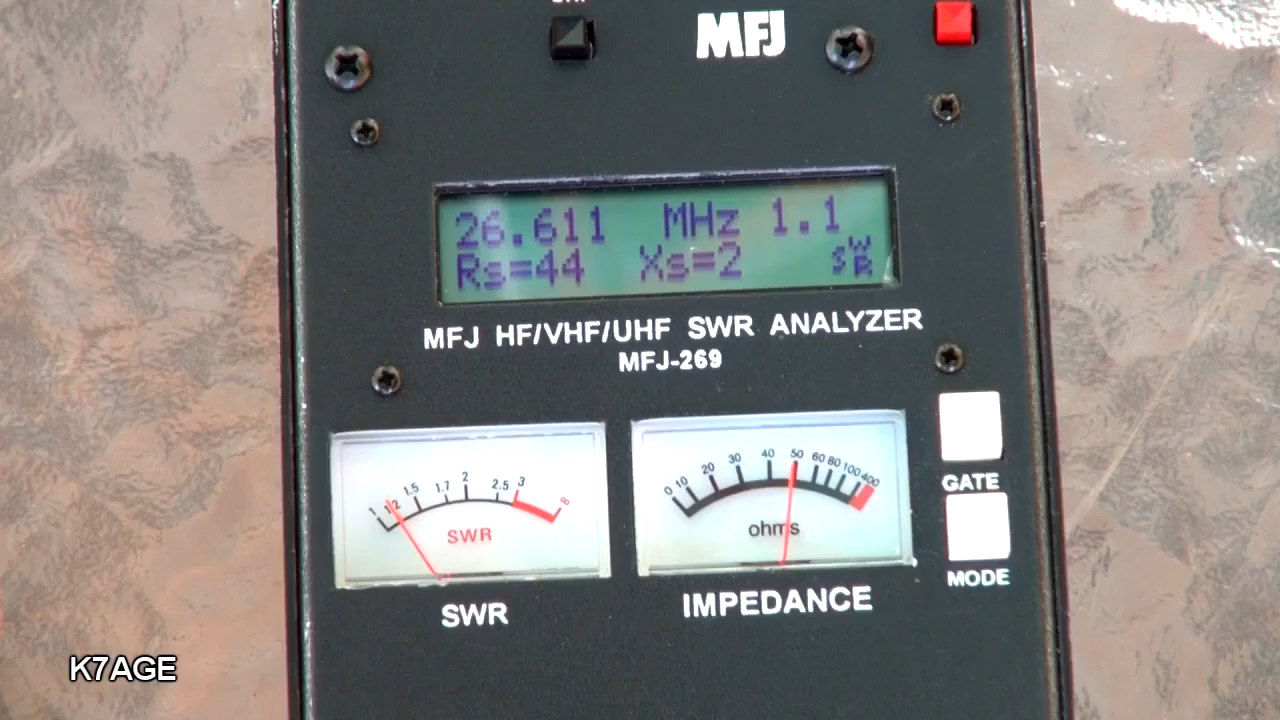 MFJ
26.611 MHz 1.1
Rs=44 Xs=2 SWR
MFJ HF/VHF/UHF SWR ANALYZER
MFJ-269
1 1.2 1.5 1.7 2 2.5 3 8
SWR
SWR
0 10 20 30 40 50 60 80 100 400
ohms
IMPEDANCE
GATE
MODE
K7AGE